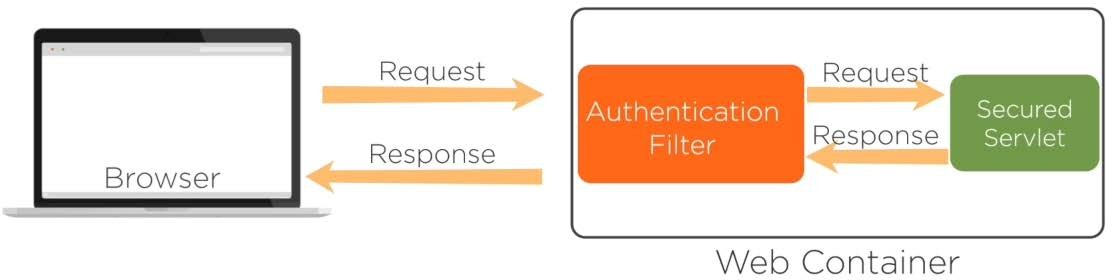 Request
Response
Browser
Authentication
Filter
Request
Response
Secured
Servlet
Web Container